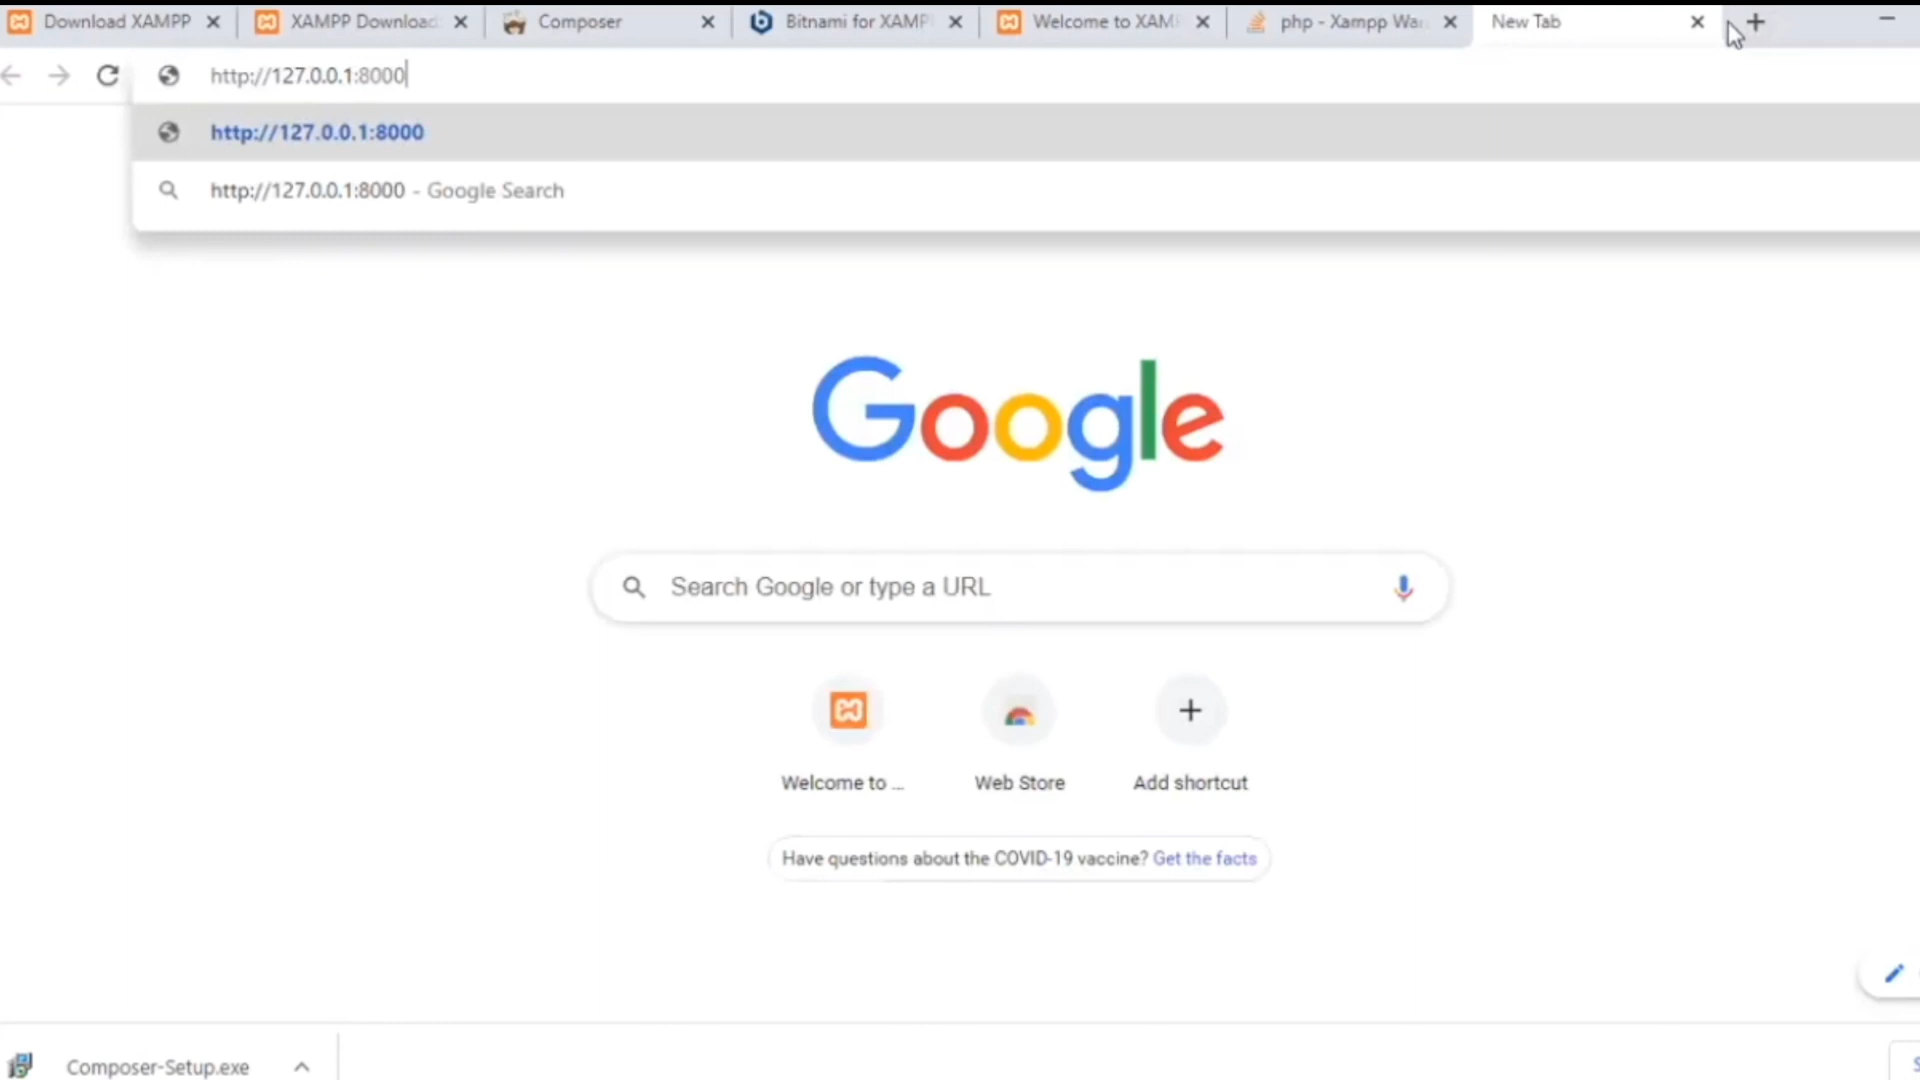 Download XAMPP
XAMPP Download
Composer
Bitnami for XAMP
Welcome to XAM
php - Xampp War
New Tab
http://127.0.0.1:8000
http://127.0.0.1:8000
http://127.0.0.1:8000 - Google Search
Google
Search Google or type a URL
Welcome to ...
Web Store
Add shortcut
Have questions about the COVID-19 vaccine? Get the facts
Composer-Setup.exe